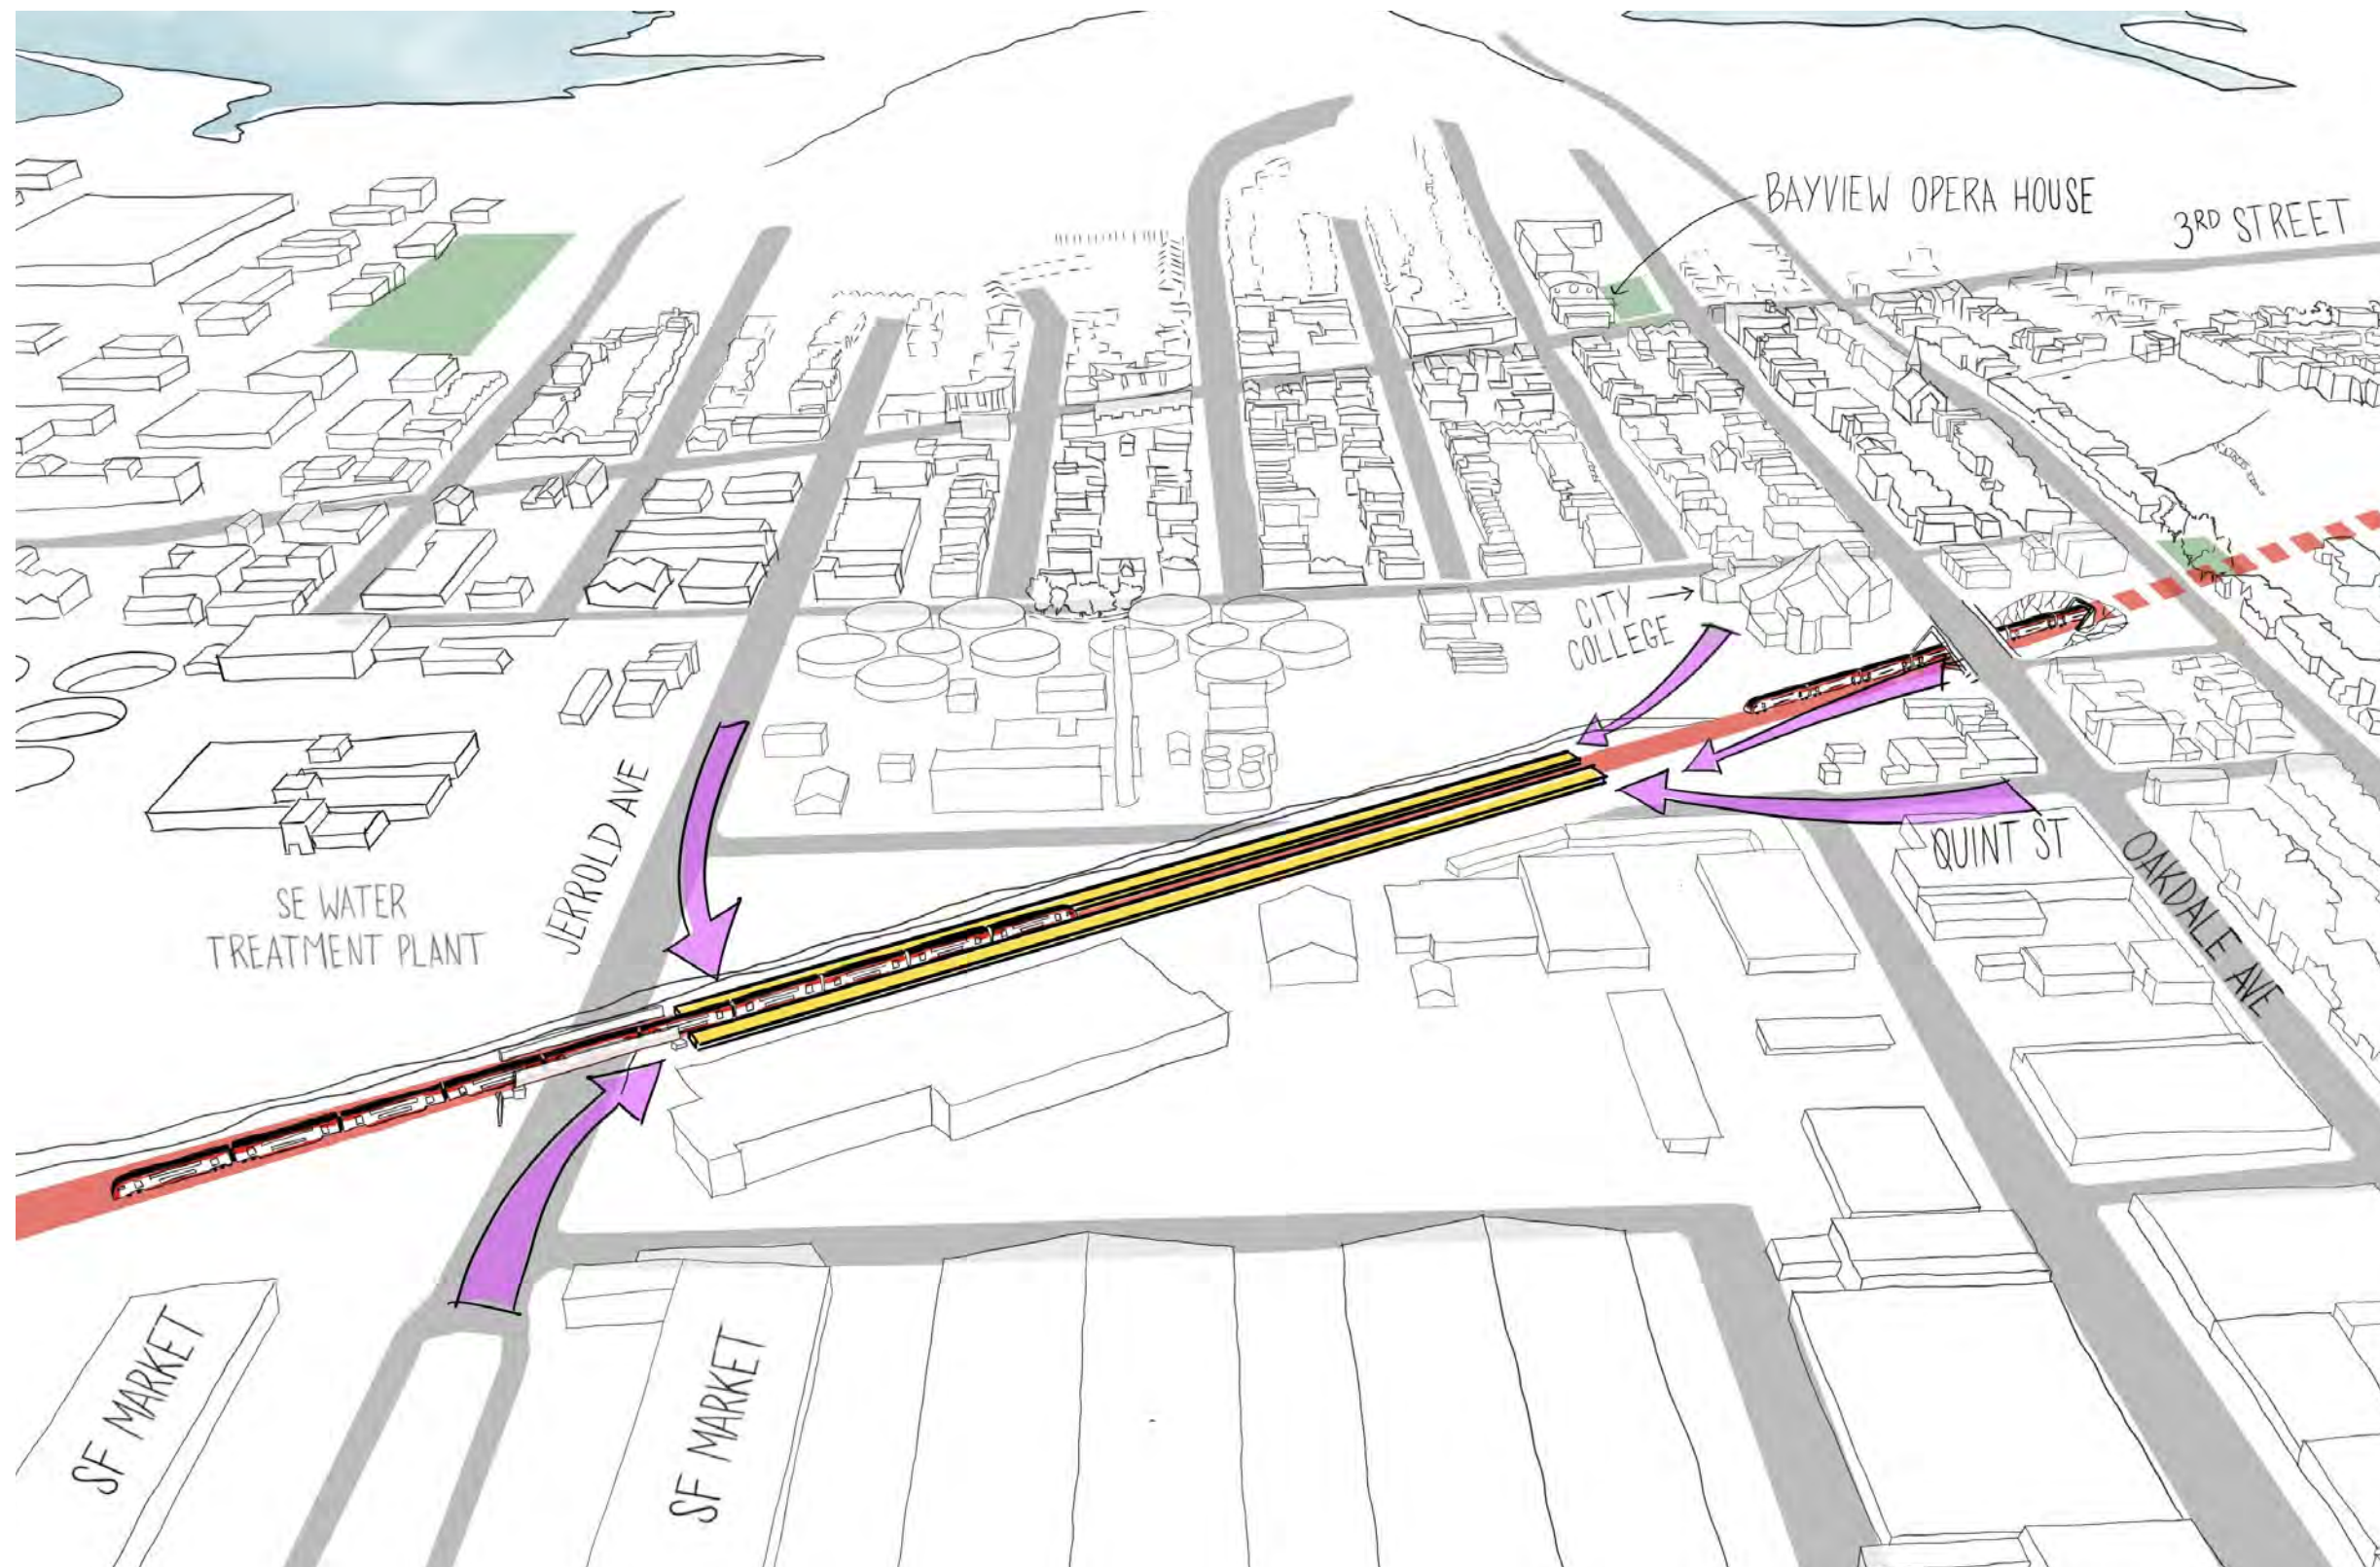 BAYVIEW OPERA HOUSE
3RD STREET
CITY
COLLEGE
JERROLD AVE
QUINT ST
OAKDALE AVE
SE WATER
TREATMENT PLANT
SF MARKET
SF MARKET